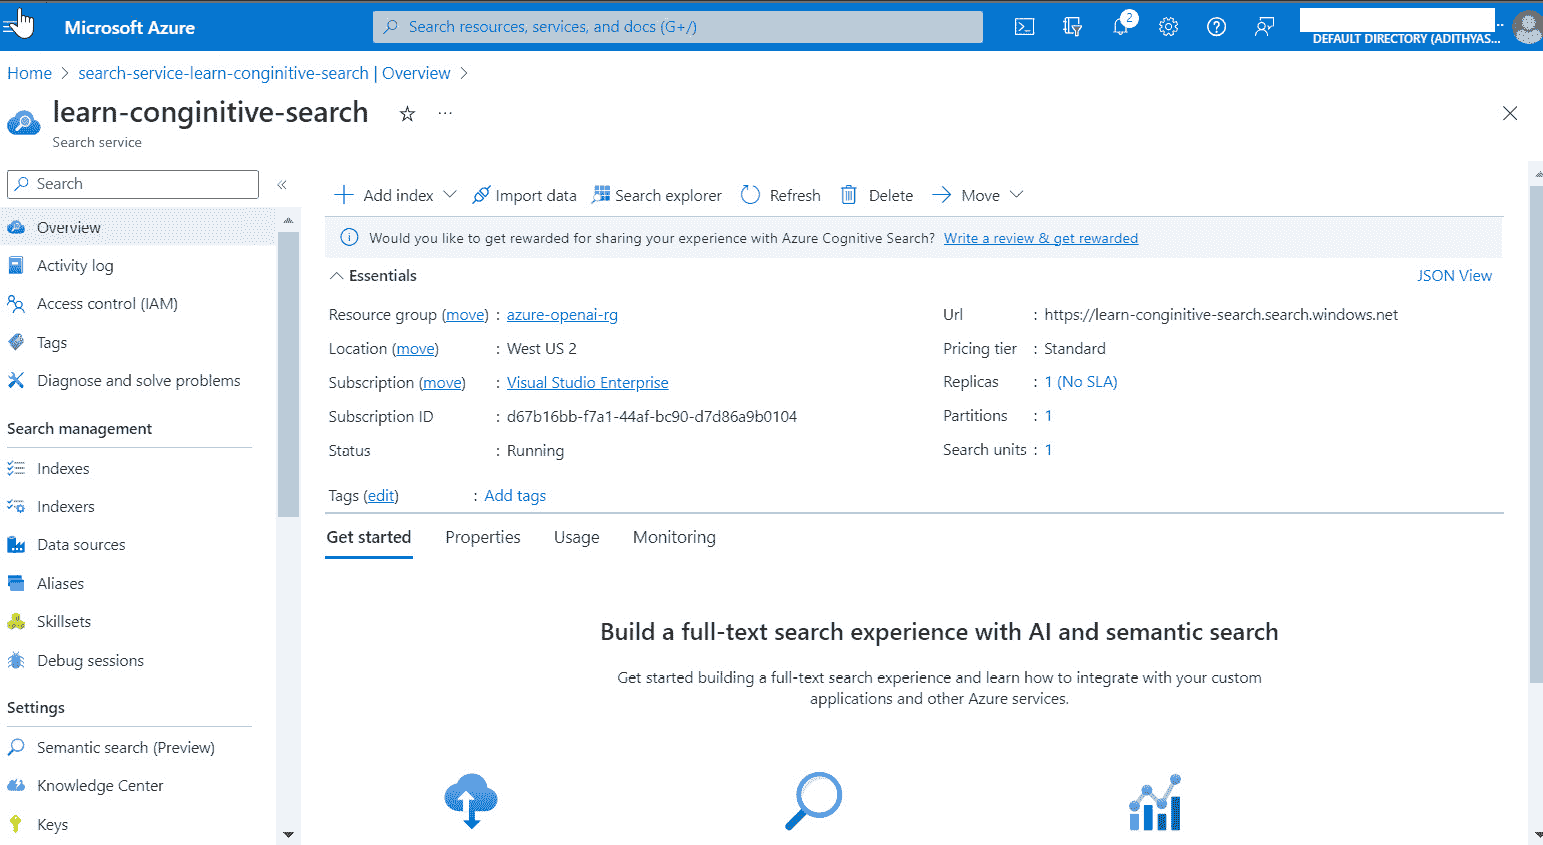 Microsoft Azure
Search resources, services, and docs (G+/)
2
DEFAULT DIRECTORY (ADITHYAS...
Home > search-service-learn-conginitive-search | Overview >
learn-conginitive-search
Search service
Search
Overview
Activity log
Access control (IAM)
Tags
Diagnose and solve problems
Search management
Indexes
Indexers
Data sources
Aliases
Skillsets
Debug sessions
Settings
Semantic search (Preview)
Knowledge Center
Keys
Add index
Import data
Search explorer
Refresh
Delete
Move
Would you like to get rewarded for sharing your experience with Azure Cognitive Search? Write a review & get rewarded
Essentials
JSON View
Resource group (move) : azure-openai-rg
Location (move) : West US 2
Subscription (move) : Visual Studio Enterprise
Subscription ID : d67b16bb-f7a1-44af-bc90-d7d86a9b0104
Status : Running
Url : https://learn-conginitive-search.search.windows.net
Pricing tier : Standard
Replicas : 1 (No SLA)
Partitions : 1
Search units : 1
Tags (edit) : Add tags
Get started
Properties
Usage
Monitoring
Build a full-text search experience with AI and semantic search
Get started building a full-text search experience and learn how to integrate with your custom
applications and other Azure services.